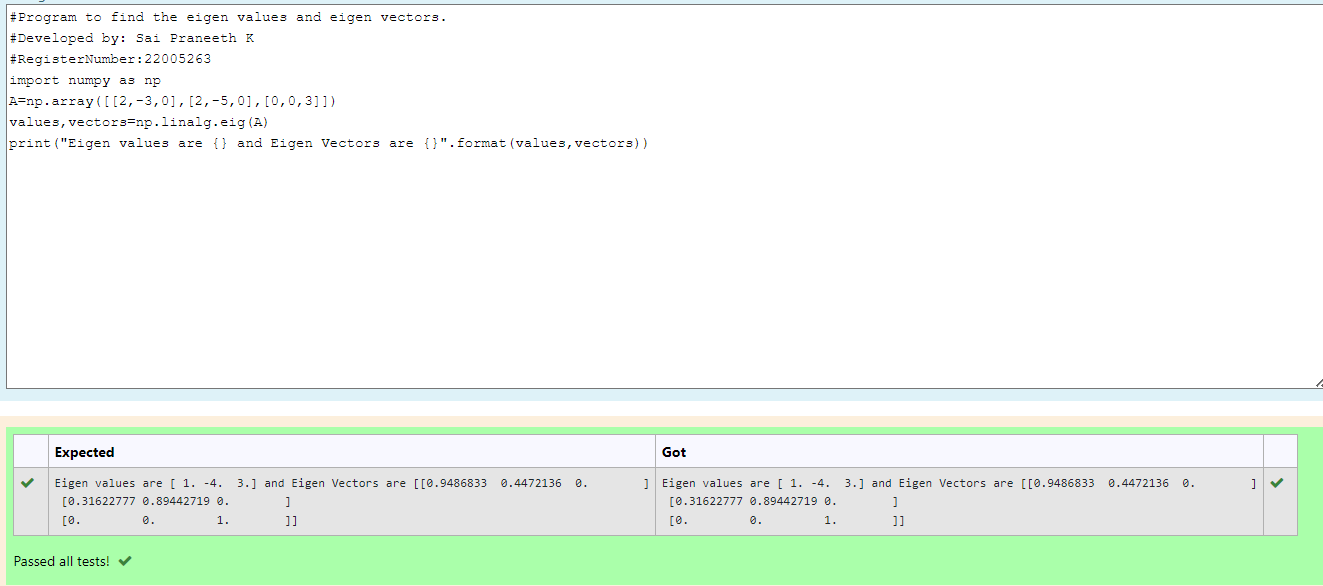 #Program to find the eigen values and eigen vectors.
#Developed by: Sai Praneeth K
#RegisterNumber:22005263
import numpy as np
A=np.array([[2,-3,0],[2,-5,0],[0,0,3]])
values,vectors=np.linalg.eig(A)
print("Eigen values are {} and Eigen Vectors are {}".format(values,vectors))
Expected
Got
Eigen values are [ 1. -4.  3.] and Eigen Vectors are [[0.9486833  0.4472136  0.        ]
[0.31622777 0.89442719 0.        ]
[0.         0.         1.        ]]
Eigen values are [ 1. -4.  3.] and Eigen Vectors are [[0.9486833  0.4472136  0.        ]
[0.31622777 0.89442719 0.        ]
[0.         0.         1.        ]]
Passed all tests! ✔